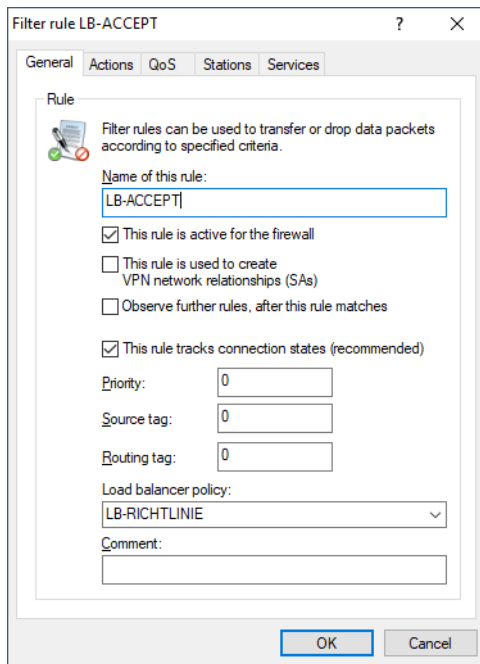 Filter rule LB-ACCEPT
General Actions QoS Stations Services
Rule
Filter rules can be used to transfer or drop data packets
according to specified criteria.
Name of this rule:
LB-ACCEPT
This rule is active for the firewall
This rule is used to create
VPN network relationships (SAs)
Observe further rules, after this rule matches
This rule tracks connection states (recommended)
Priority: 0
Source tag: 0
Routing tag: 0
Load balancer policy:
LB-RICHTLINIE
Comment:
OK Cancel